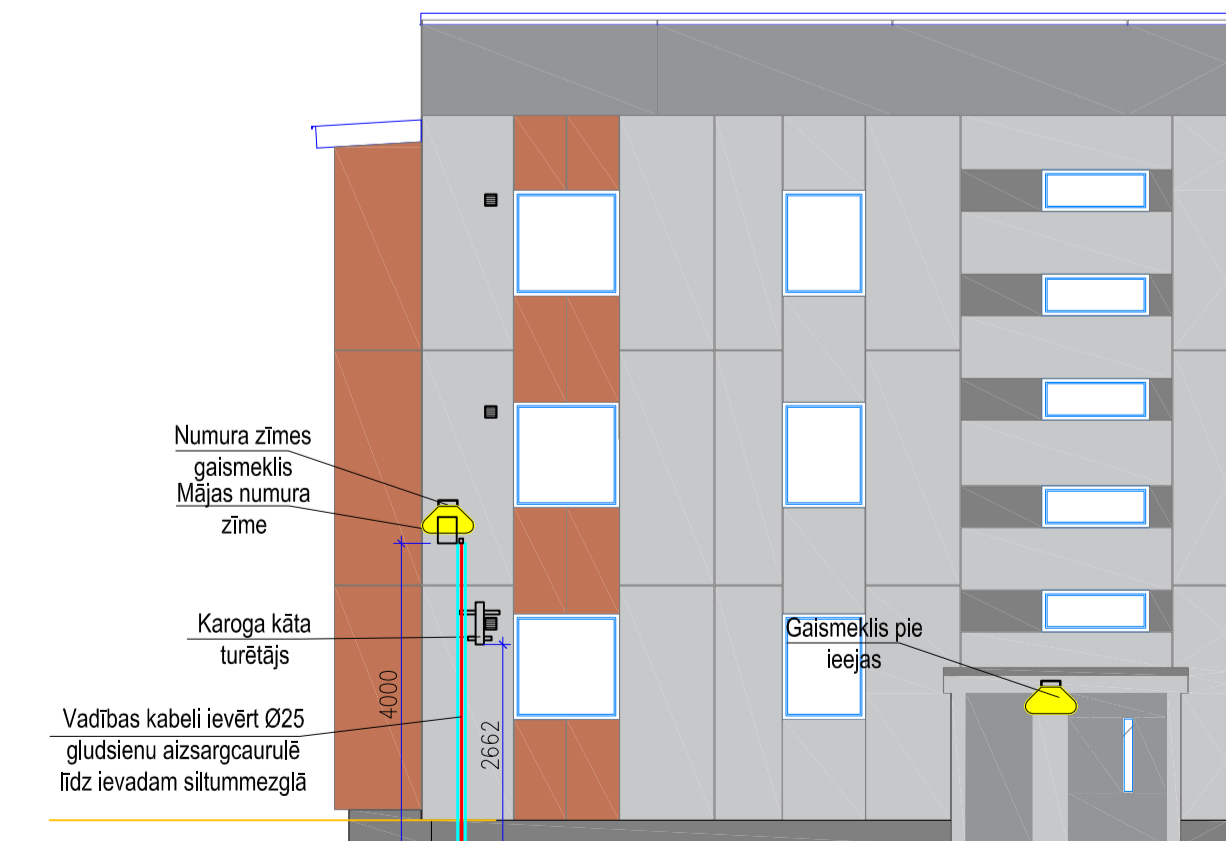 Numura zīmes
gaismeklis
Mājas numura
zīme
Karoga kāta
turētājs
Gaismeklis pie
ieejas
4000
2662
Vadības kabeli ievērt Ø25
gludsienu aizsargcaurulē
līdz ievadam siltummezglā